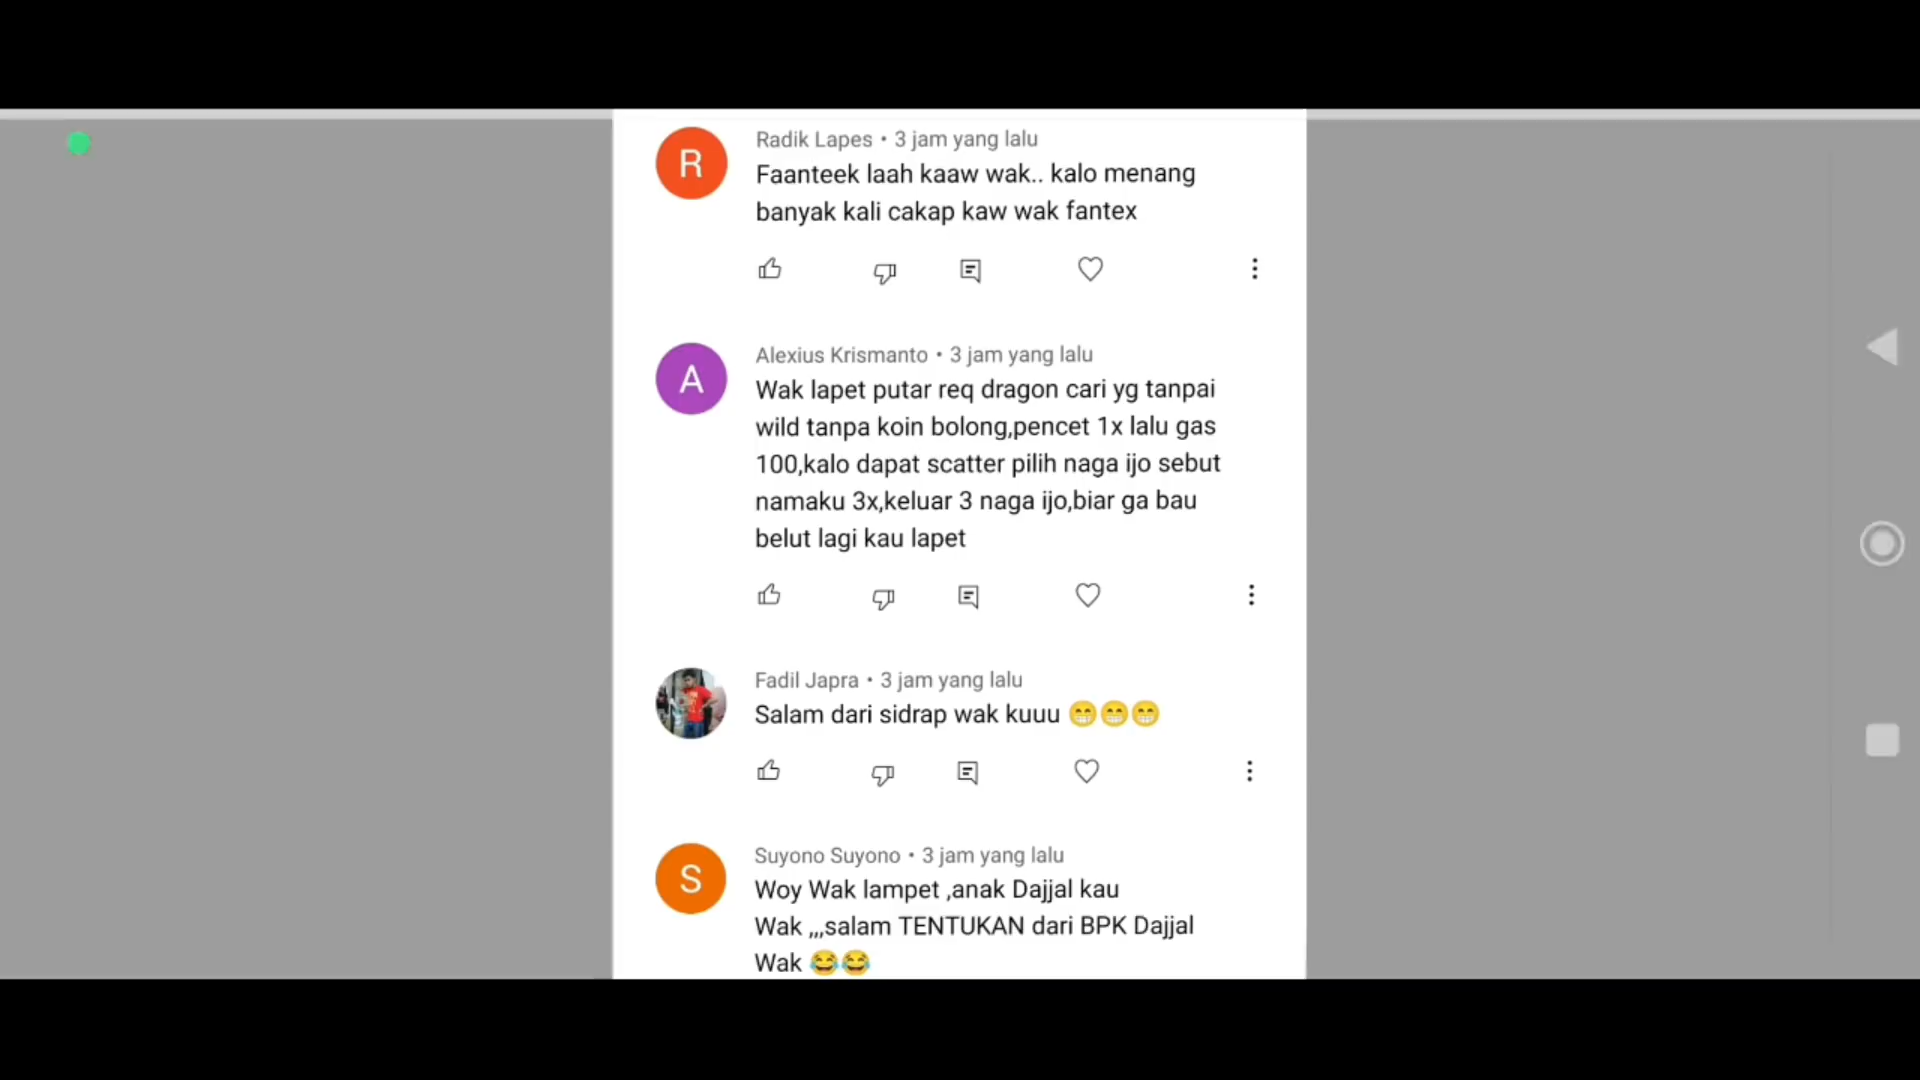 R
Radik Lapes • 3 jam yang lalu
Faanteek laah kaaw wak.. kalo menang
banyak kali cakap kaw wak fantex
A
Alexius Krismanto • 3 jam yang lalu
Wak lapet putar req dragon cari yg tanpai
wild tanpa koin bolong,pencet 1x lalu gas
100,kalo dapat scatter pilih naga ijo sebut
namaku 3x,keluar 3 naga ijo,biar ga bau
belut lagi kau lapet
Fadil Japra • 3 jam yang lalu
Salam dari sidrap wak kuuu 😁😁😁
S
Suyono Suyono • 3 jam yang lalu
Woy Wak lampet ,anak Dajjal kau
Wak ,,,salam TENTUKAN dari BPK Dajjal
Wak 😂😂